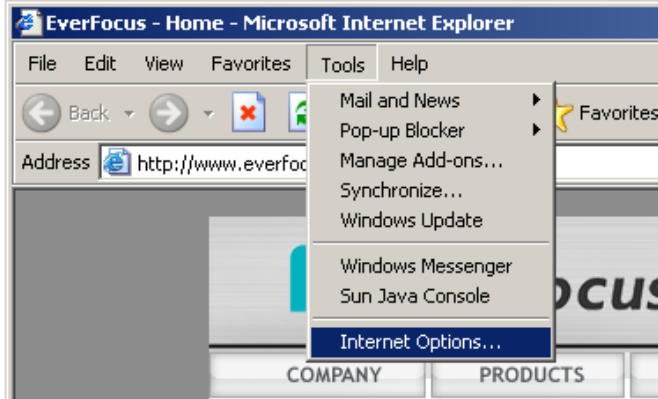 EverFocus - Home - Microsoft Internet Explorer
File Edit View Favorites Tools Help
Back Favorites
Address http://www.everfoc
Mail and News
Pop-up Blocker
Manage Add-ons...
Synchronize...
Windows Update
Windows Messenger
Sun Java Console
Internet Options...
ocus
COMPANY PRODUCTS